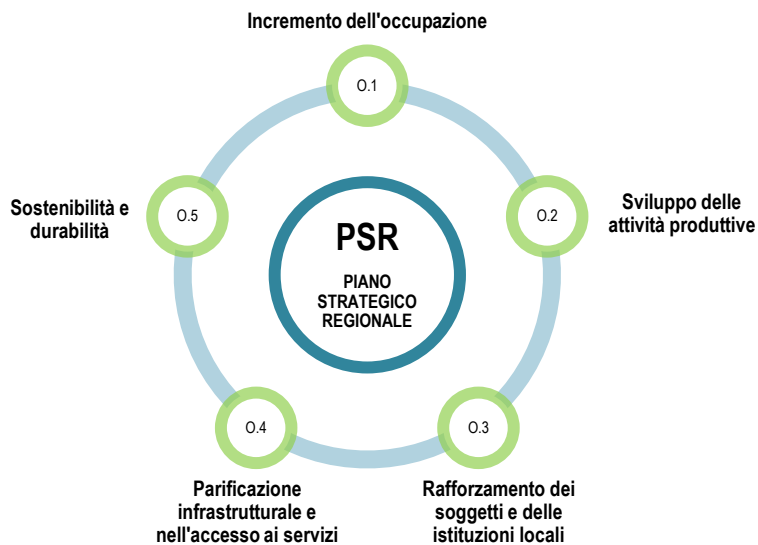 Incremento dell'occupazione
O.1
O.2
Sviluppo delle
attività produttive
O.3
Rafforzamento dei
soggetti e delle
istituzioni locali
O.4
Parificazione
infrastrutturale e
nell'accesso ai servizi
O.5
Sostenibilità e
durabilità
PSR
PIANO
STRATEGICO
REGIONALE